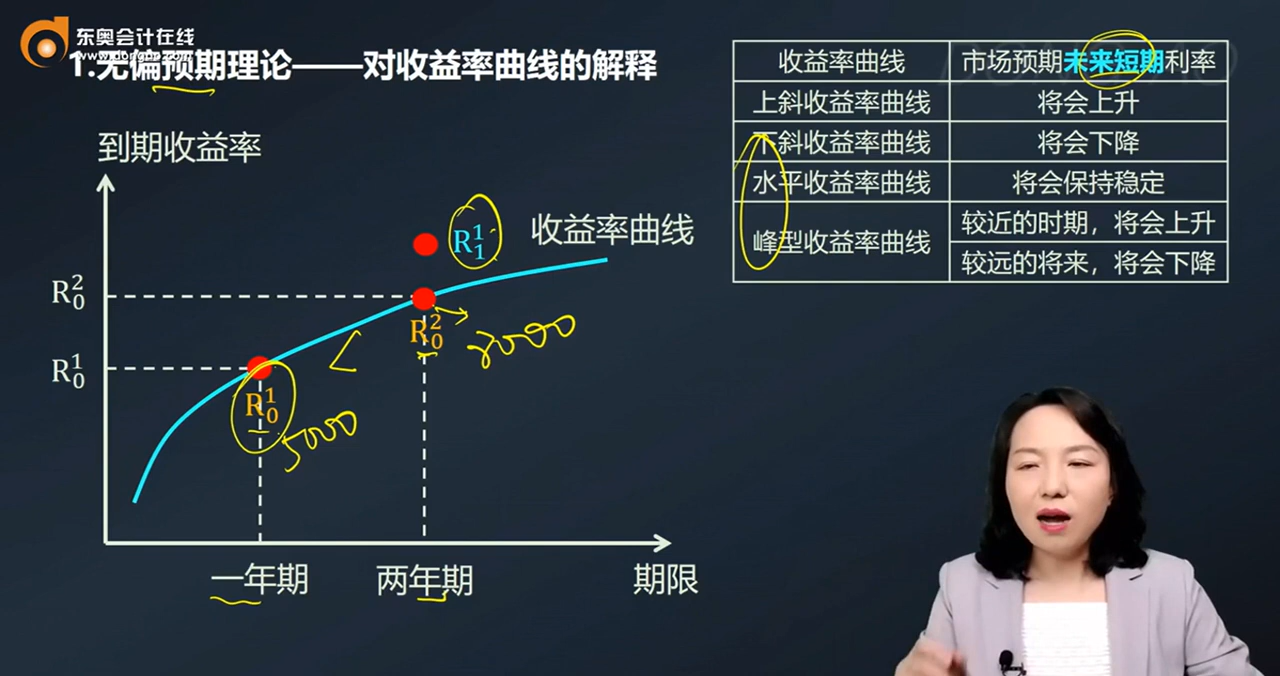 东奥会计在线
www.dongao.com
1.无偏预期理论——对收益率曲线的解释
到期收益率
R₁¹
收益率曲线
R₀²
R₀²
8000
R₀¹
R₀¹
5000
一年期
两年期
期限
收益率曲线 市场预期未来短期利率
上斜收益率曲线 将会上升
下斜收益率曲线 将会下降
水平收益率曲线 将会保持稳定
峰型收益率曲线 较近的时期，将会上升
较远的将来，将会下降